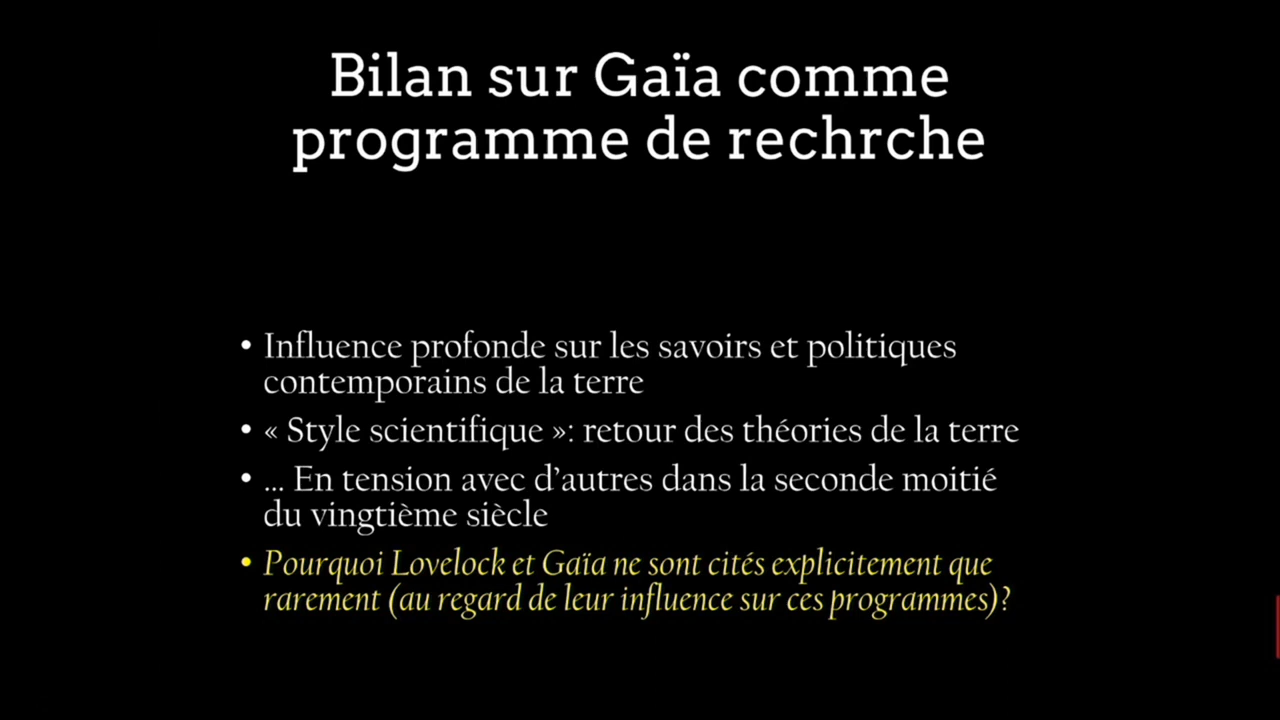 Bilan sur Gaïa comme
programme de rechrche
• Influence profonde sur les savoirs et politiques
contemporains de la terre
• « Style scientifique »: retour des théories de la terre
• ... En tension avec d’autres dans la seconde moitié
du vingtième siècle
• Pourquoi Lovelock et Gaïa ne sont cités explicitement que
rarement (au regard de leur influence sur ces programmes)?